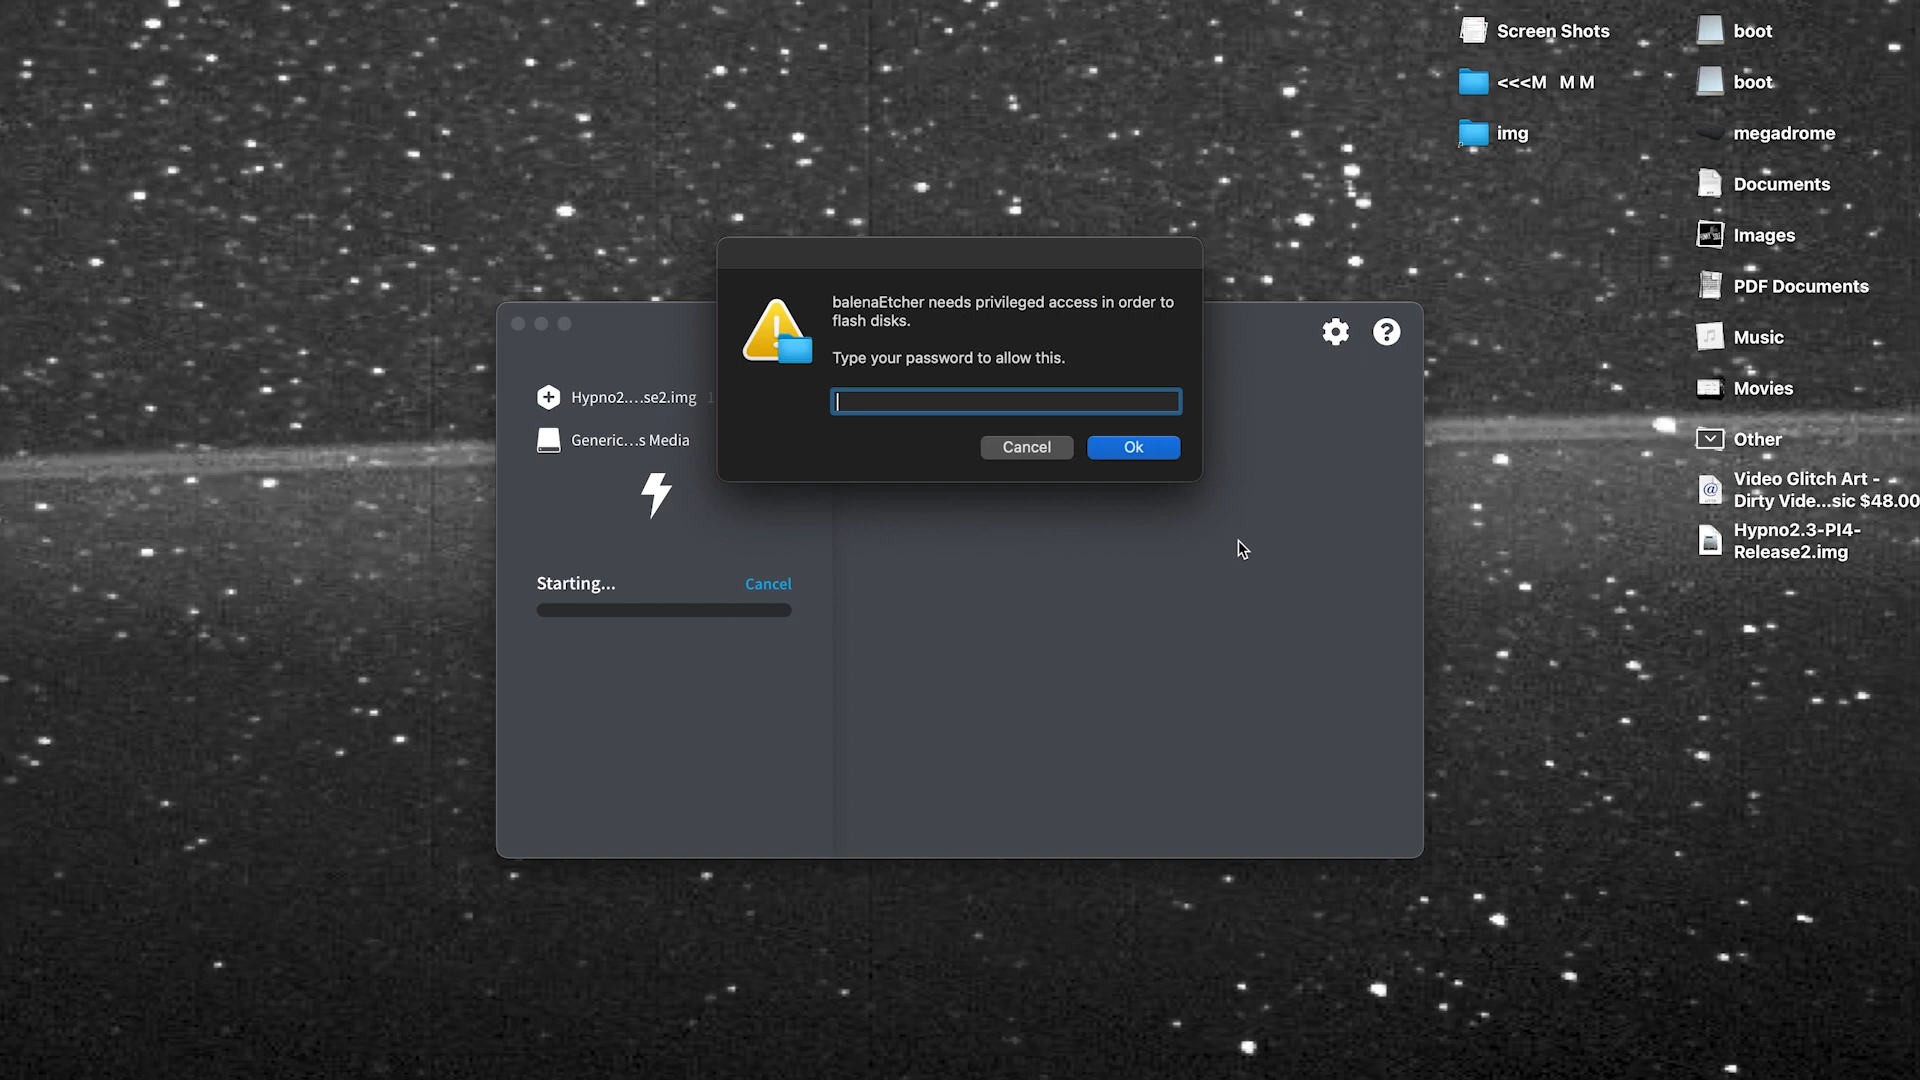 Screen Shots
<<<M M M
img
boot
boot
megadrome
Documents
Images
PDF Documents
Music
Movies
Other
Video Glitch Art -
Dirty Vide...sic $48.00
Hypno2.3-PI4-
Release2.img
balenaEtcher needs privileged access in order to
flash disks.
Type your password to allow this.
Cancel
Ok
Hypno2....se2.img
Generic...s Media
Starting...
Cancel